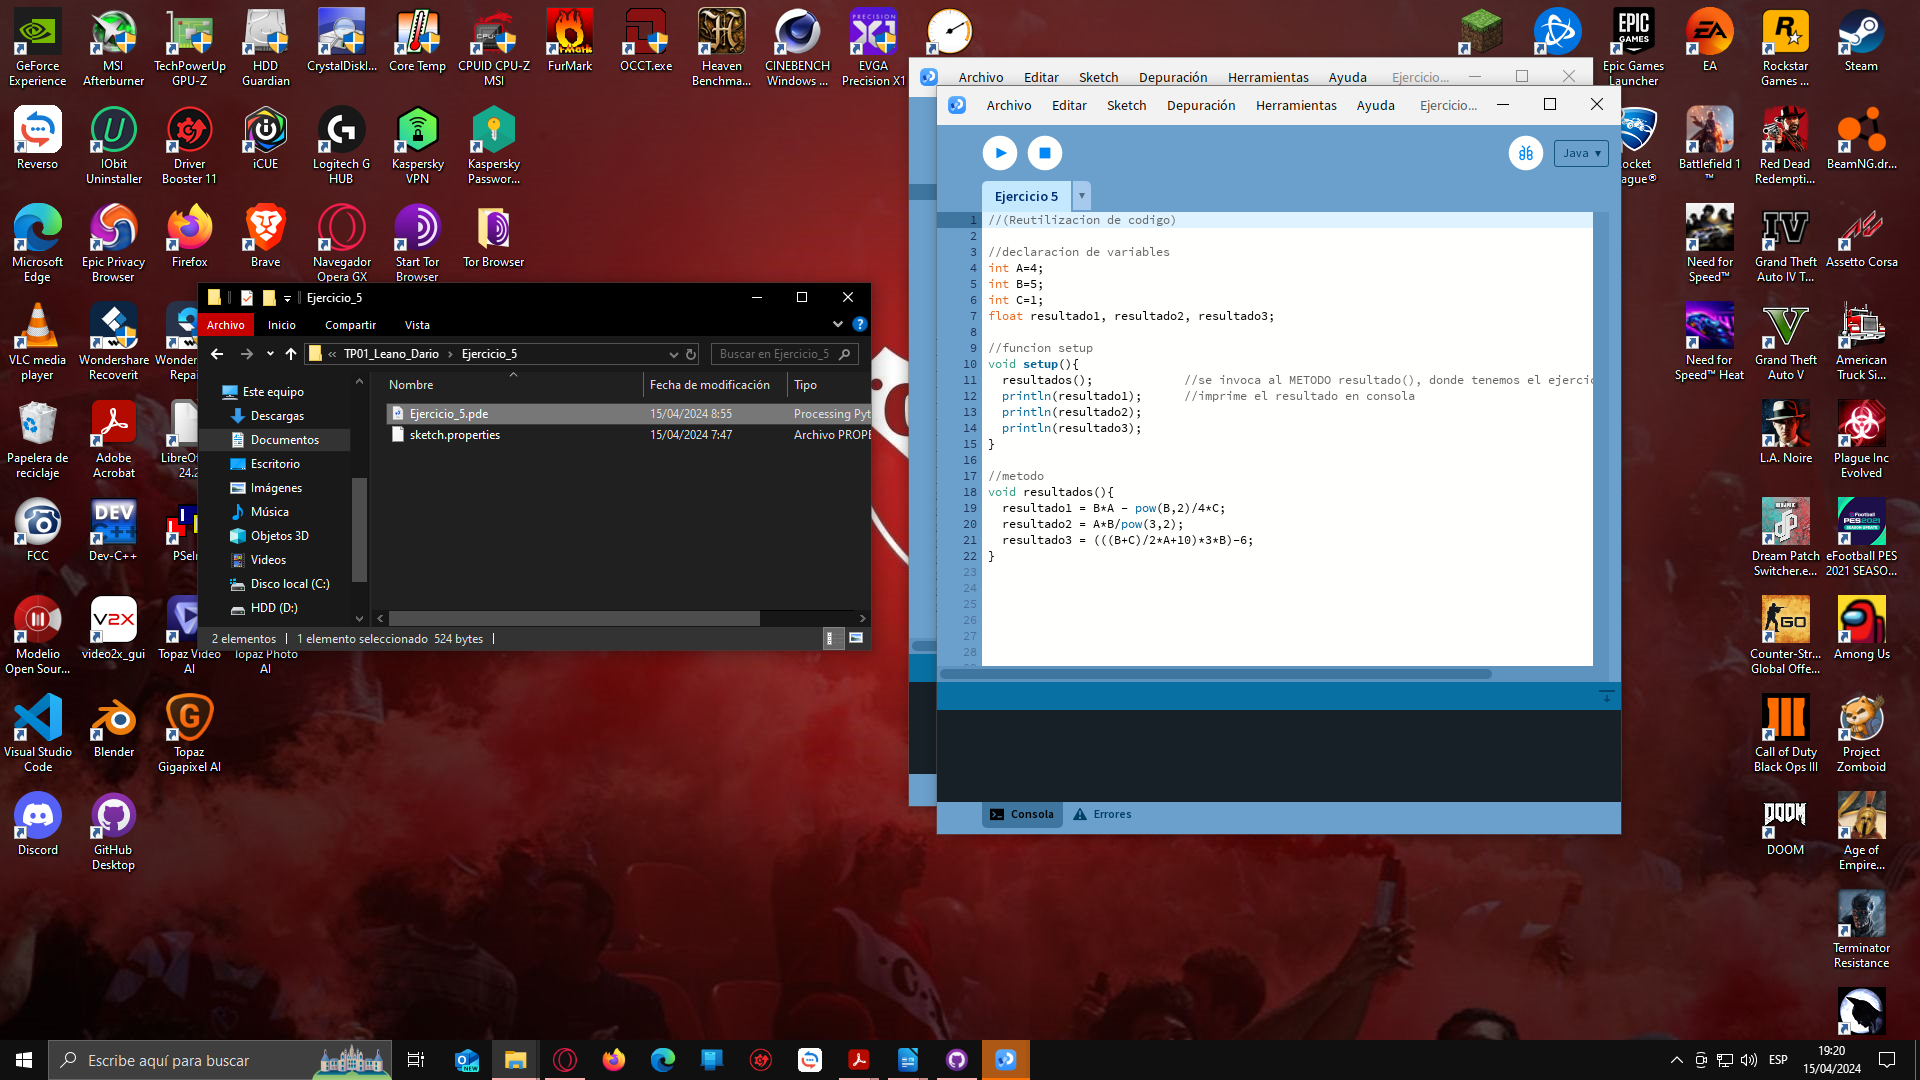 GeForce Experience
MSI Afterburner
TechPowerUp GPU-Z
HDD Guardian
CrystalDiskI...
Core Temp
CPUID CPU-Z MSI
FurMark
OCCT.exe
Heaven Benchma...
CINEBENCH Windows ...
EVGA Precision X1
Epic Games Launcher
EA
Rockstar Games ...
Steam
Reverso
IObit Uninstaller
Driver Booster 11
iCUE
Logitech G HUB
Kaspersky VPN
Kaspersky Passwor...
Battlefield 1 ™
Red Dead Redempti...
BeamNG.dr...
Microsoft Edge
Epic Privacy Browser
Firefox
Brave
Navegador Opera GX
Start Tor Browser
Tor Browser
Need for Speed™
Grand Theft Auto IV T...
Assetto Corsa
VLC media player
Wondershare Recoverit
Need for Speed™ Heat
Grand Theft Auto V
American Truck Si...
Papelera de reciclaje
Adobe Acrobat
LibreOf
24.2
L.A. Noire
Plague Inc Evolved
FCC
Dev-C++
PSeIn
Dream Patch Switcher.e...
eFootball PES 2021 SEASO...
Modelio Open Sour...
video2x_gui
Topaz Video AI
Topaz Photo AI
Counter-Str... Global Offe...
Among Us
Visual Studio Code
Blender
Topaz Gigapixel AI
Call of Duty Black Ops III
Project Zomboid
Discord
GitHub Desktop
DOOM
Age of Empire...
Terminator Resistance
Ejercicio_5
Archivo Inicio Compartir Vista
TP01_Leano_Dario Ejercicio_5 Buscar en Ejercicio_5
Nombre Fecha de modificación Tipo
Ejercicio_5.pde 15/04/2024 8:55 Processing Pyt
sketch.properties 15/04/2024 7:47 Archivo PROPE
Este equipo
Descargas
Documentos
Escritorio
Imágenes
Música
Objetos 3D
Videos
Disco local (C:)
HDD (D:)
2 elementos 1 elemento seleccionado 524 bytes
Archivo Editar Sketch Depuración Herramientas Ayuda Ejercicio...
Archivo Editar Sketch Depuración Herramientas Ayuda Ejercicio...
Java
Ejercicio 5
1 //(Reutilizacion de codigo)
2
3 //declaracion de variables
4 int A=4;
5 int B=5;
6 int C=1;
7 float resultado1, resultado2, resultado3;
8
9 //funcion setup
10 void setup(){
11 resultados(); //se invoca al METODO resultado(), donde tenemos el ejercic
12 println(resultado1); //imprime el resultado en consola
13 println(resultado2);
14 println(resultado3);
15 }
16
17 //metodo
18 void resultados(){
19 resultado1 = B*A - pow(B,2)/4*C;
20 resultado2 = A*B/pow(3,2);
21 resultado3 = (((B+C)/2*A+10)*3*B)-6;
22 }
23
24
25
26
27
28
Consola Errores
Escribe aquí para buscar
ESP
19:20
15/04/2024